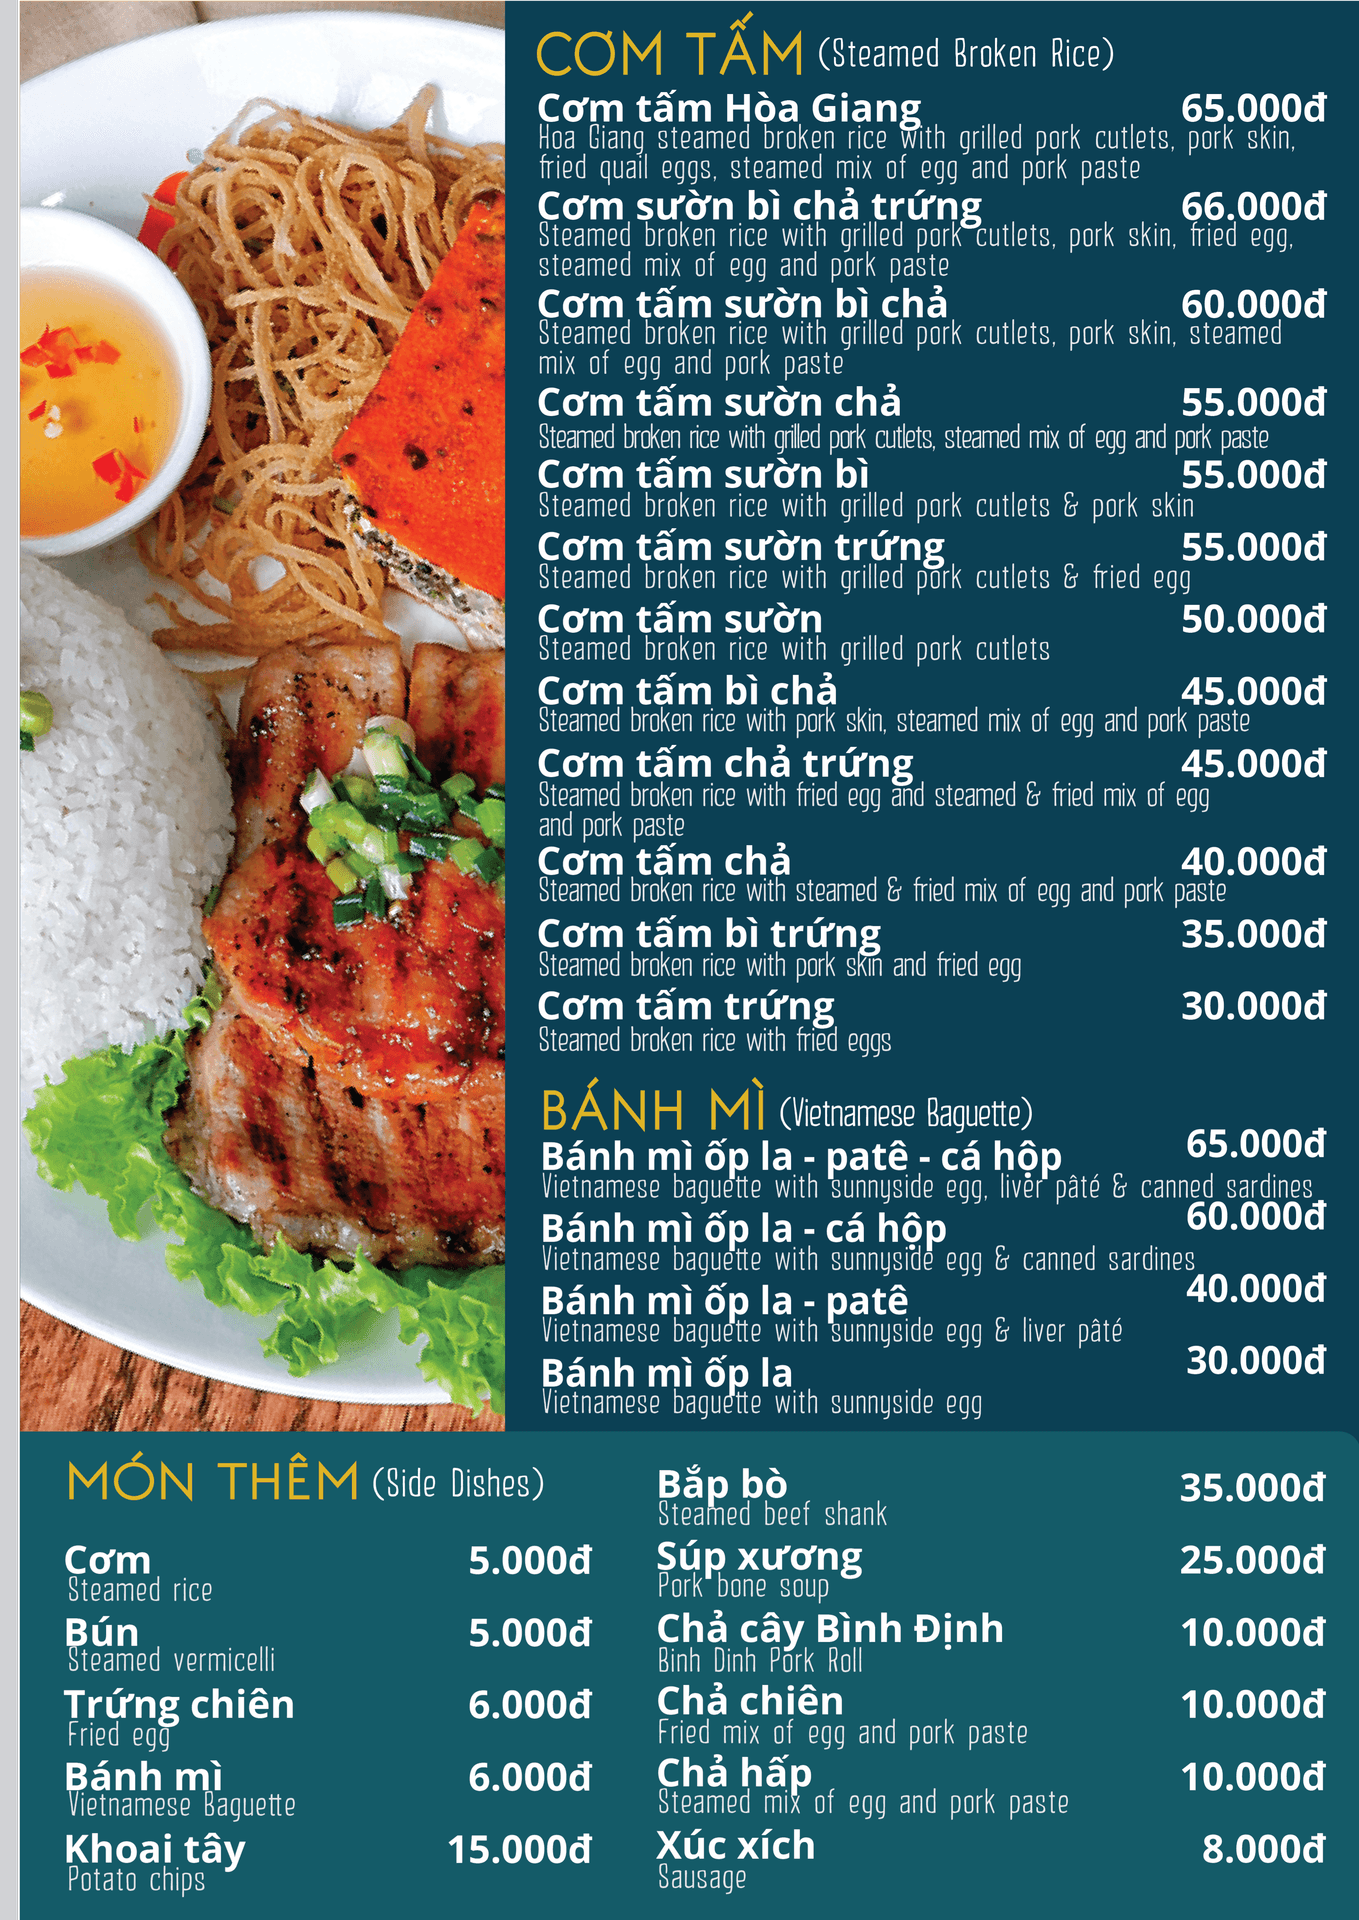 CƠM TẤM (Steamed Broken Rice)
Cơm tấm Hòa Giang 65.000đ
Hoa Giang steamed broken rice with grilled pork cutlets, pork skin,
fried quail eggs, steamed mix of egg and pork paste
Cơm sườn bì chả trứng 66.000đ
Steamed broken rice with grilled pork cutlets, pork skin, fried egg,
steamed mix of egg and pork paste
Cơm tấm sườn bì chả 60.000đ
Steamed broken rice with grilled pork cutlets, pork skin, steamed
mix of egg and pork paste
Cơm tấm sườn chả 55.000đ
Steamed broken rice with grilled pork cutlets, steamed mix of egg and pork paste
Cơm tấm sườn bì 55.000đ
Steamed broken rice with grilled pork cutlets & pork skin
Cơm tấm sườn trứng 55.000đ
Steamed broken rice with grilled pork cutlets & fried egg
Cơm tấm sườn 50.000đ
Steamed broken rice with grilled pork cutlets
Cơm tấm bì chả 45.000đ
Steamed broken rice with pork skin, steamed mix of egg and pork paste
Cơm tấm chả trứng 45.000đ
Steamed broken rice with fried egg and steamed & fried mix of egg
and pork paste
Cơm tấm chả 40.000đ
Steamed broken rice with steamed & fried mix of egg and pork paste
Cơm tấm bì trứng 35.000đ
Steamed broken rice with pork skin and fried egg
Cơm tấm trứng 30.000đ
Steamed broken rice with fried eggs
BÁNH MÌ (Vietnamese Baguette)
Bánh mì ốp la - patê - cá hộp 65.000đ
Vietnamese baguette with sunnyside egg, liver pâté & canned sardines
Bánh mì ốp la - cá hộp 60.000đ
Vietnamese baguette with sunnyside egg & canned sardines
Bánh mì ốp la - patê 40.000đ
Vietnamese baguette with sunnyside egg & liver pâté
Bánh mì ốp la 30.000đ
Vietnamese baguette with sunnyside egg
MÓN THÊM (Side Dishes)
Cơm 5.000đ
Steamed rice
Bún 5.000đ
Steamed vermicelli
Trứng chiên 6.000đ
Fried egg
Bánh mì 6.000đ
Vietnamese Baguette
Khoai tây 15.000đ
Potato chips
Bắp bò 35.000đ
Steamed beef shank
Súp xương 25.000đ
Pork bone soup
Chả cây Bình Định 10.000đ
Binh Dinh Pork Roll
Chả chiên 10.000đ
Fried mix of egg and pork paste
Chả hấp 10.000đ
Steamed mix of egg and pork paste
Xúc xích 8.000đ
Sausage